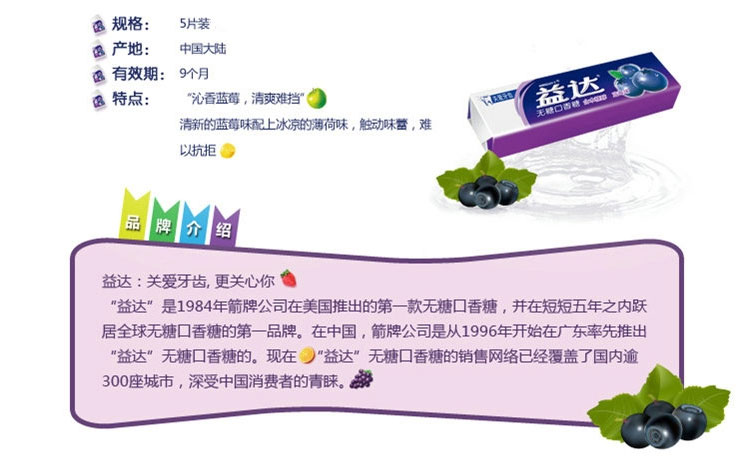 规格： 5片装
产地： 中国大陆
有效期： 9个月
特点： “沁香蓝莓，清爽难挡”
清新的蓝莓味配上冰凉的薄荷味，触动味蕾，难
以抗拒
益达
无糖口香糖
品牌介绍
益达：关爱牙齿, 更关心你
“益达”是1984年箭牌公司在美国推出的第一款无糖口香糖，并在短短五年之内跃
居全球无糖口香糖的第一品牌。在中国，箭牌公司是从1996年开始在广东率先推出
“益达”无糖口香糖的。现在“益达”无糖口香糖的销售网络已经覆盖了国内逾
300座城市，深受中国消费者的青睐。